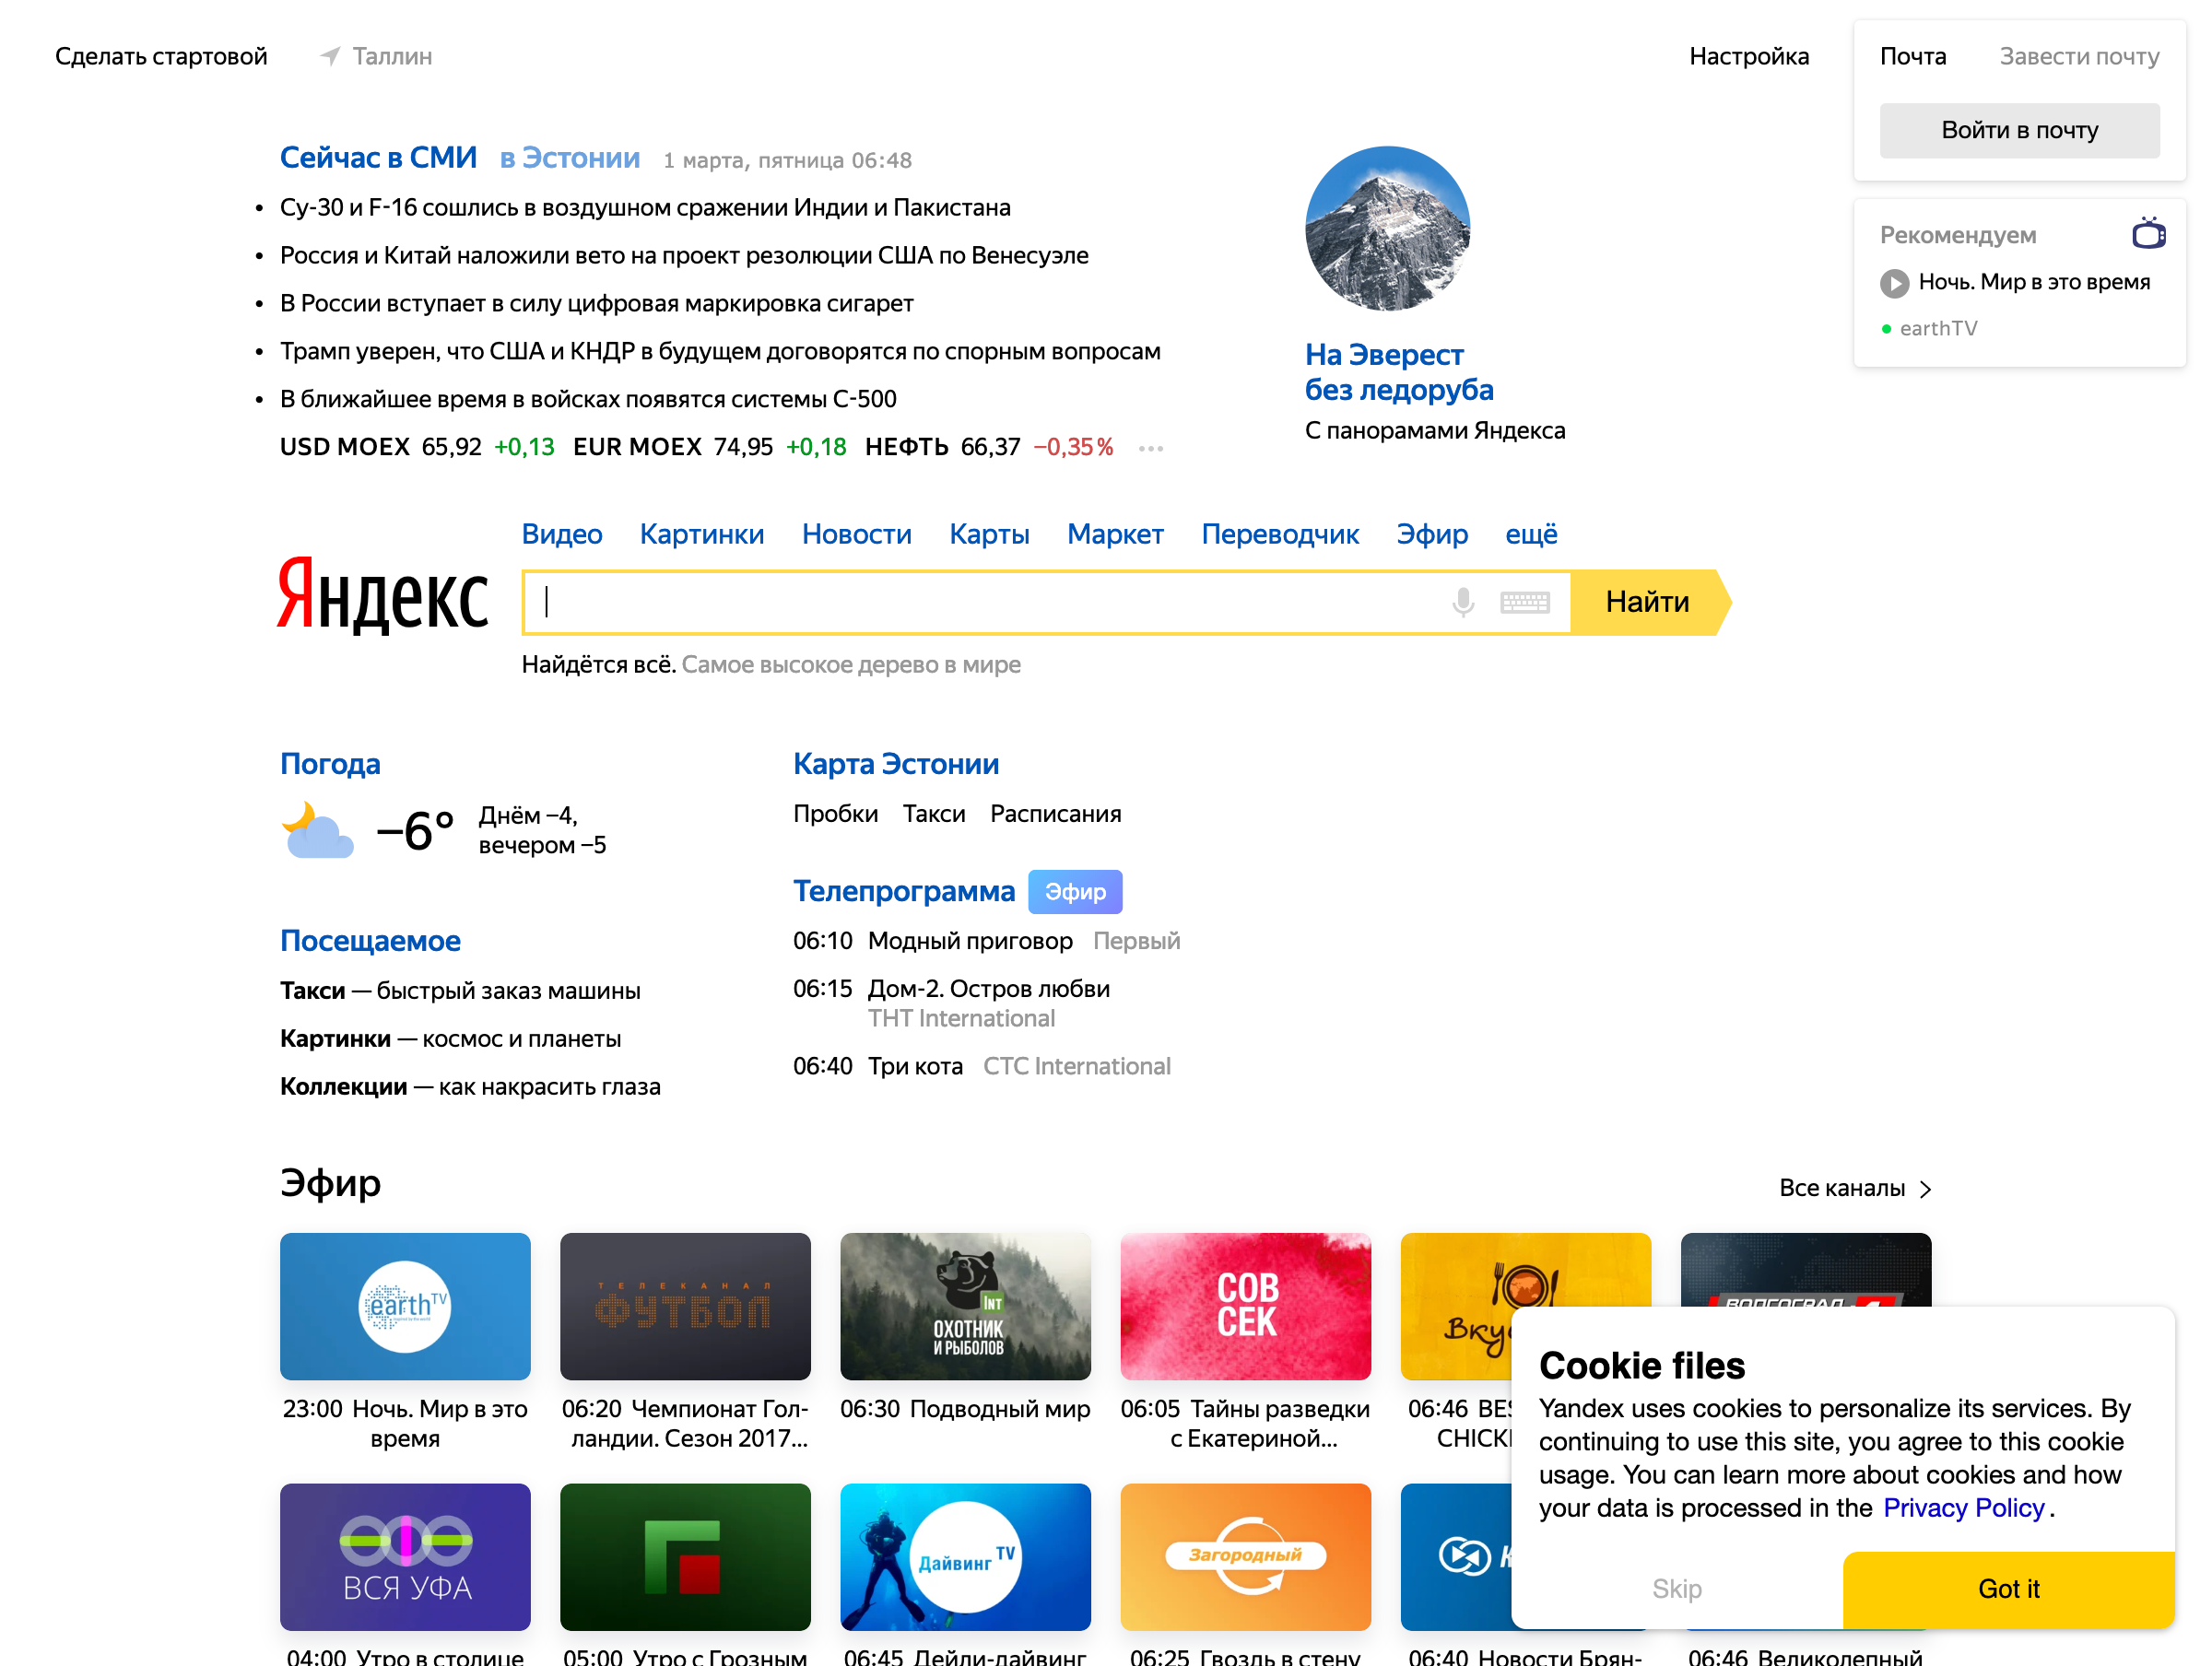 Сделать стартовой
Таллин
Настройка
Почта
Завести почту
Войти в почту
Сейчас в СМИ в Эстонии 1 марта, пятница 06:48
• Су-30 и F-16 сошлись в воздушном сражении Индии и Пакистана
• Россия и Китай наложили вето на проект резолюции США по Венесуэле
• В России вступает в силу цифровая маркировка сигарет
• Трамп уверен, что США и КНДР в будущем договорятся по спорным вопросам
• В ближайшее время в войсках появятся системы С-500
USD MOEX 65,92 +0,13 EUR MOEX 74,95 +0,18 НЕФТЬ 66,37 −0,35%
На Эверест
без ледоруба
С панорамами Яндекса
Рекомендуем
Ночь. Мир в это время
earthTV
Видео Картинки Новости Карты Маркет Переводчик Эфир ещё
Яндекс
Найти
Найдётся всё. Самое высокое дерево в мире
Погода
−6°
Днём −4,
вечером −5
Карта Эстонии
Пробки Такси Расписания
Телепрограмма Эфир
06:10 Модный приговор Первый
06:15 Дом-2. Остров любви
ТНТ International
06:40 Три кота СТС International
Посещаемое
Такси — быстрый заказ машины
Картинки — космос и планеты
Коллекции — как накрасить глаза
Эфир
Все каналы
earthTV
ТЕЛЕКАНАЛ
ФУТБОЛ
INT
ОХОТНИК
И РЫБОЛОВ
СОВ
СЕК
23:00 Ночь. Мир в это
время
06:20 Чемпионат Гол-
ландии. Сезон 2017...
06:30 Подводный мир
06:05 Тайны разведки
с Екатериной...
06:46
ВСЯ УФА
Дайвинг TV
Загородный
04:00 Утро в столице
05:00 Утро с Грозным
06:45 Дейли-дайвинг
06:25 Гвоздь в стену
06:40 Новости Брян-
06:46 Великолепный
Cookie files
Yandex uses cookies to personalize its services. By
continuing to use this site, you agree to this cookie
usage. You can learn more about cookies and how
your data is processed in the Privacy Policy.
Skip
Got it